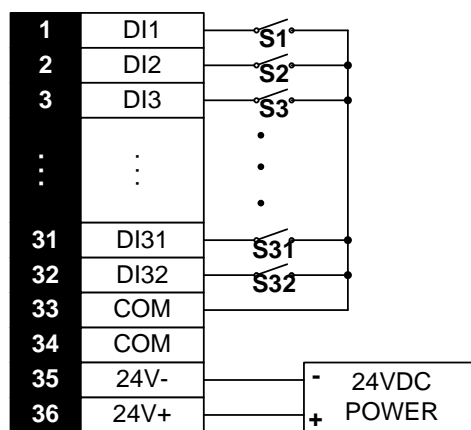 1 DI1 S1
2 DI2 S2
3 DI3 S3
⋮ ⋮
31 DI31 S31
32 DI32 S32
33 COM
34 COM
35 24V- - 24VDC
36 24V+ + POWER